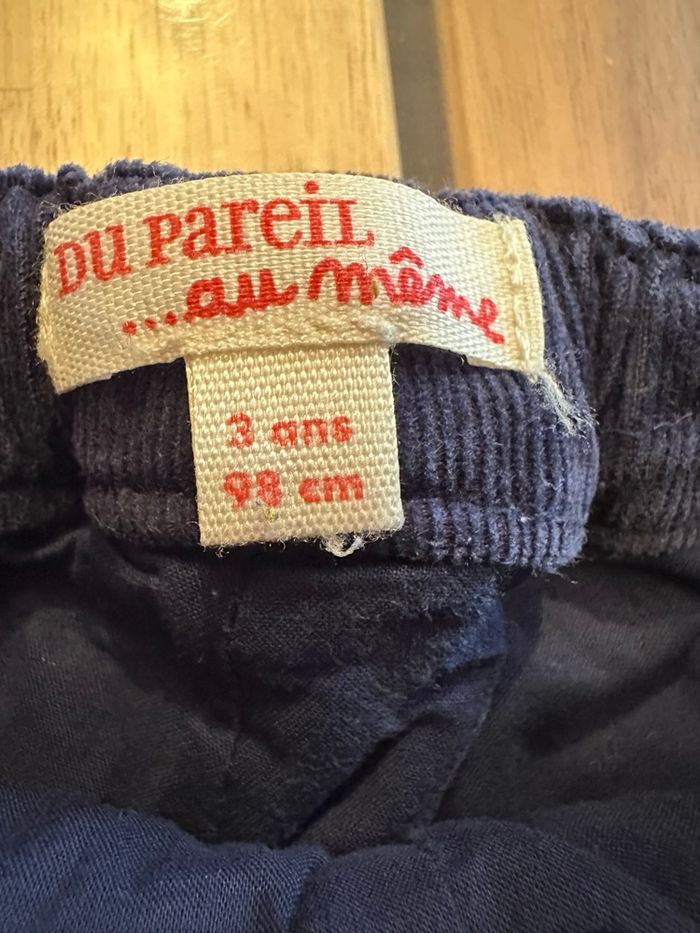 DU PareiL
...au même
3 ans
98 cm